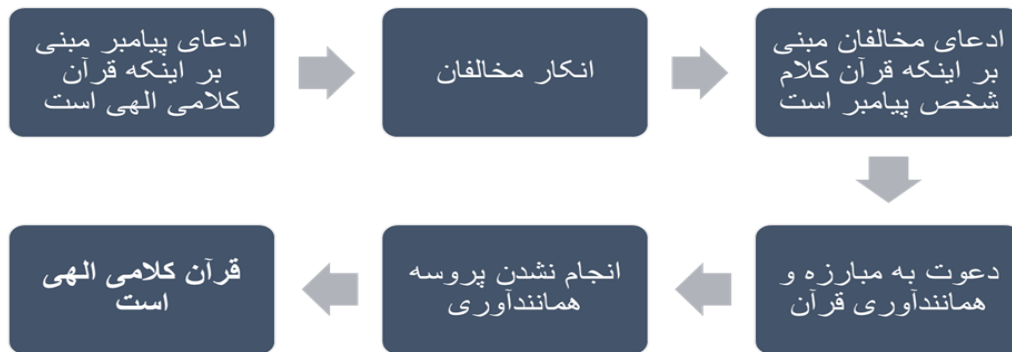 ادعای پیامبر مبنی
بر اینکه قرآن
کلامی الهی است
انکار مخالفان
ادعای مخالفان مبنی
بر اینکه قرآن کلام
شخص پیامبر است
دعوت به مبارزه و
همانندآوری قرآن
انجام نشدن پروسه
همانندآوری
قرآن کلامی الهی
است